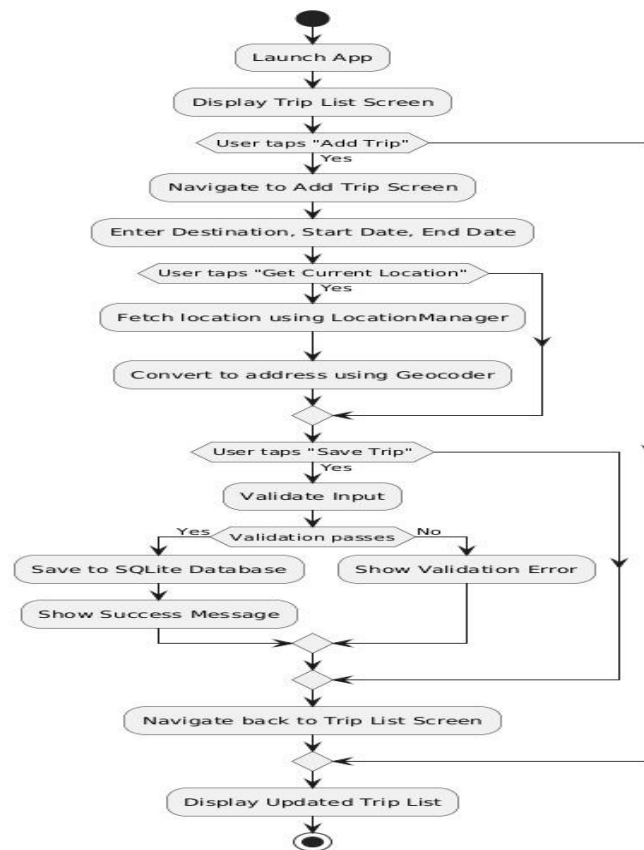 Launch App
Display Trip List Screen
User taps "Add Trip"
Yes
Navigate to Add Trip Screen
Enter Destination, Start Date, End Date
User taps "Get Current Location"
Yes
Fetch location using LocationManager
Convert to address using Geocoder
User taps "Save Trip"
Yes
Validate Input
Yes
Validation passes
No
Save to SQLite Database
Show Validation Error
Show Success Message
Navigate back to Trip List Screen
Display Updated Trip List